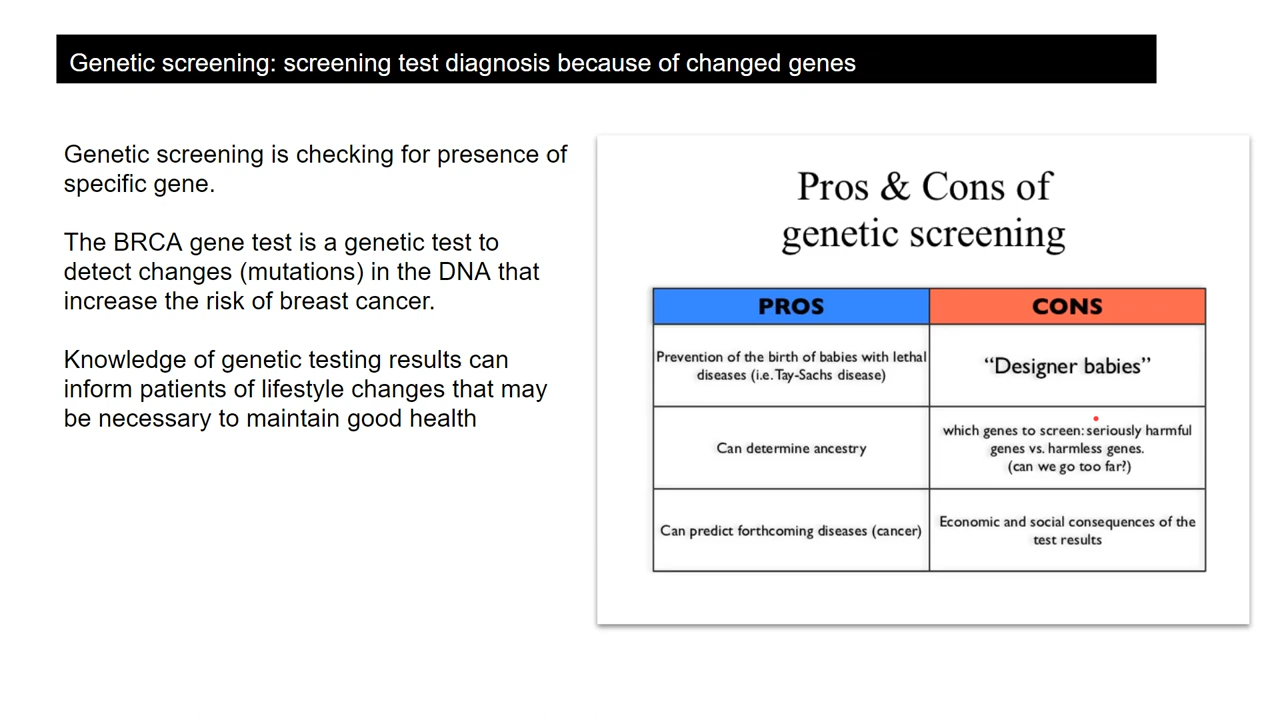 Genetic screening: screening test diagnosis because of changed genes
Genetic screening is checking for presence of
specific gene.
The BRCA gene test is a genetic test to
detect changes (mutations) in the DNA that
increase the risk of breast cancer.
Knowledge of genetic testing results can
inform patients of lifestyle changes that may
be necessary to maintain good health
Pros & Cons of
genetic screening
PROS
CONS
Prevention of the birth of babies with lethal
diseases (i.e. Tay-Sachs disease)
“Designer babies”
Can determine ancestry
which genes to screen: seriously harmful
genes vs. harmless genes.
(can we go too far?)
Can predict forthcoming diseases (cancer)
Economic and social consequences of the
test results